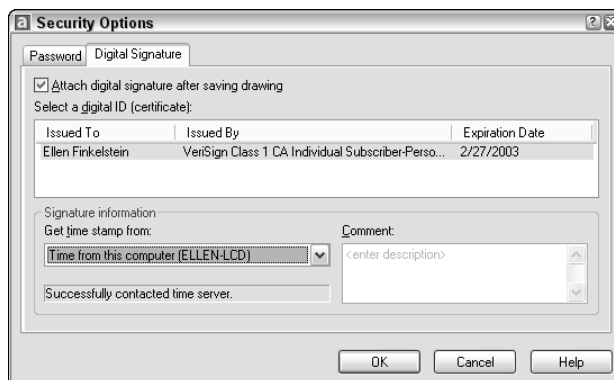 a Security Options
Password Digital Signature
Attach digital signature after saving drawing
Select a digital ID (certificate):
Issued To Issued By Expiration Date
Ellen Finkelstein VeriSign Class 1 CA Individual Subscriber-Perso... 2/27/2003
Signature information
Get time stamp from: Comment:
Time from this computer (ELLEN-LCD) <enter description>
Successfully contacted time server.
OK Cancel Help